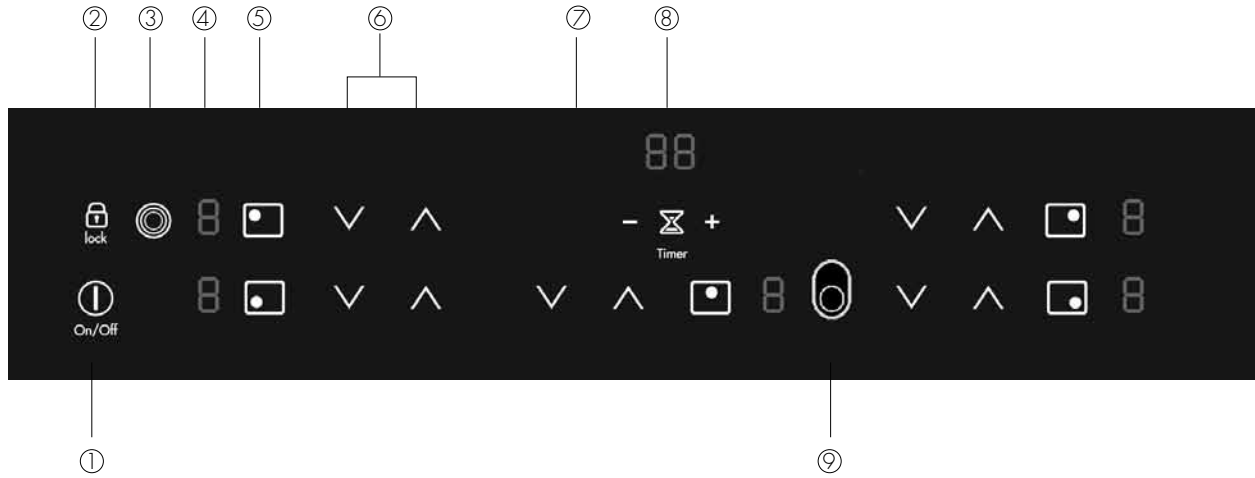 ② ③ ④ ⑤ ⑥ ⑦ ⑧
88
8 8
lock
- +
Timer
8 8 8
On/Off
① ⑨